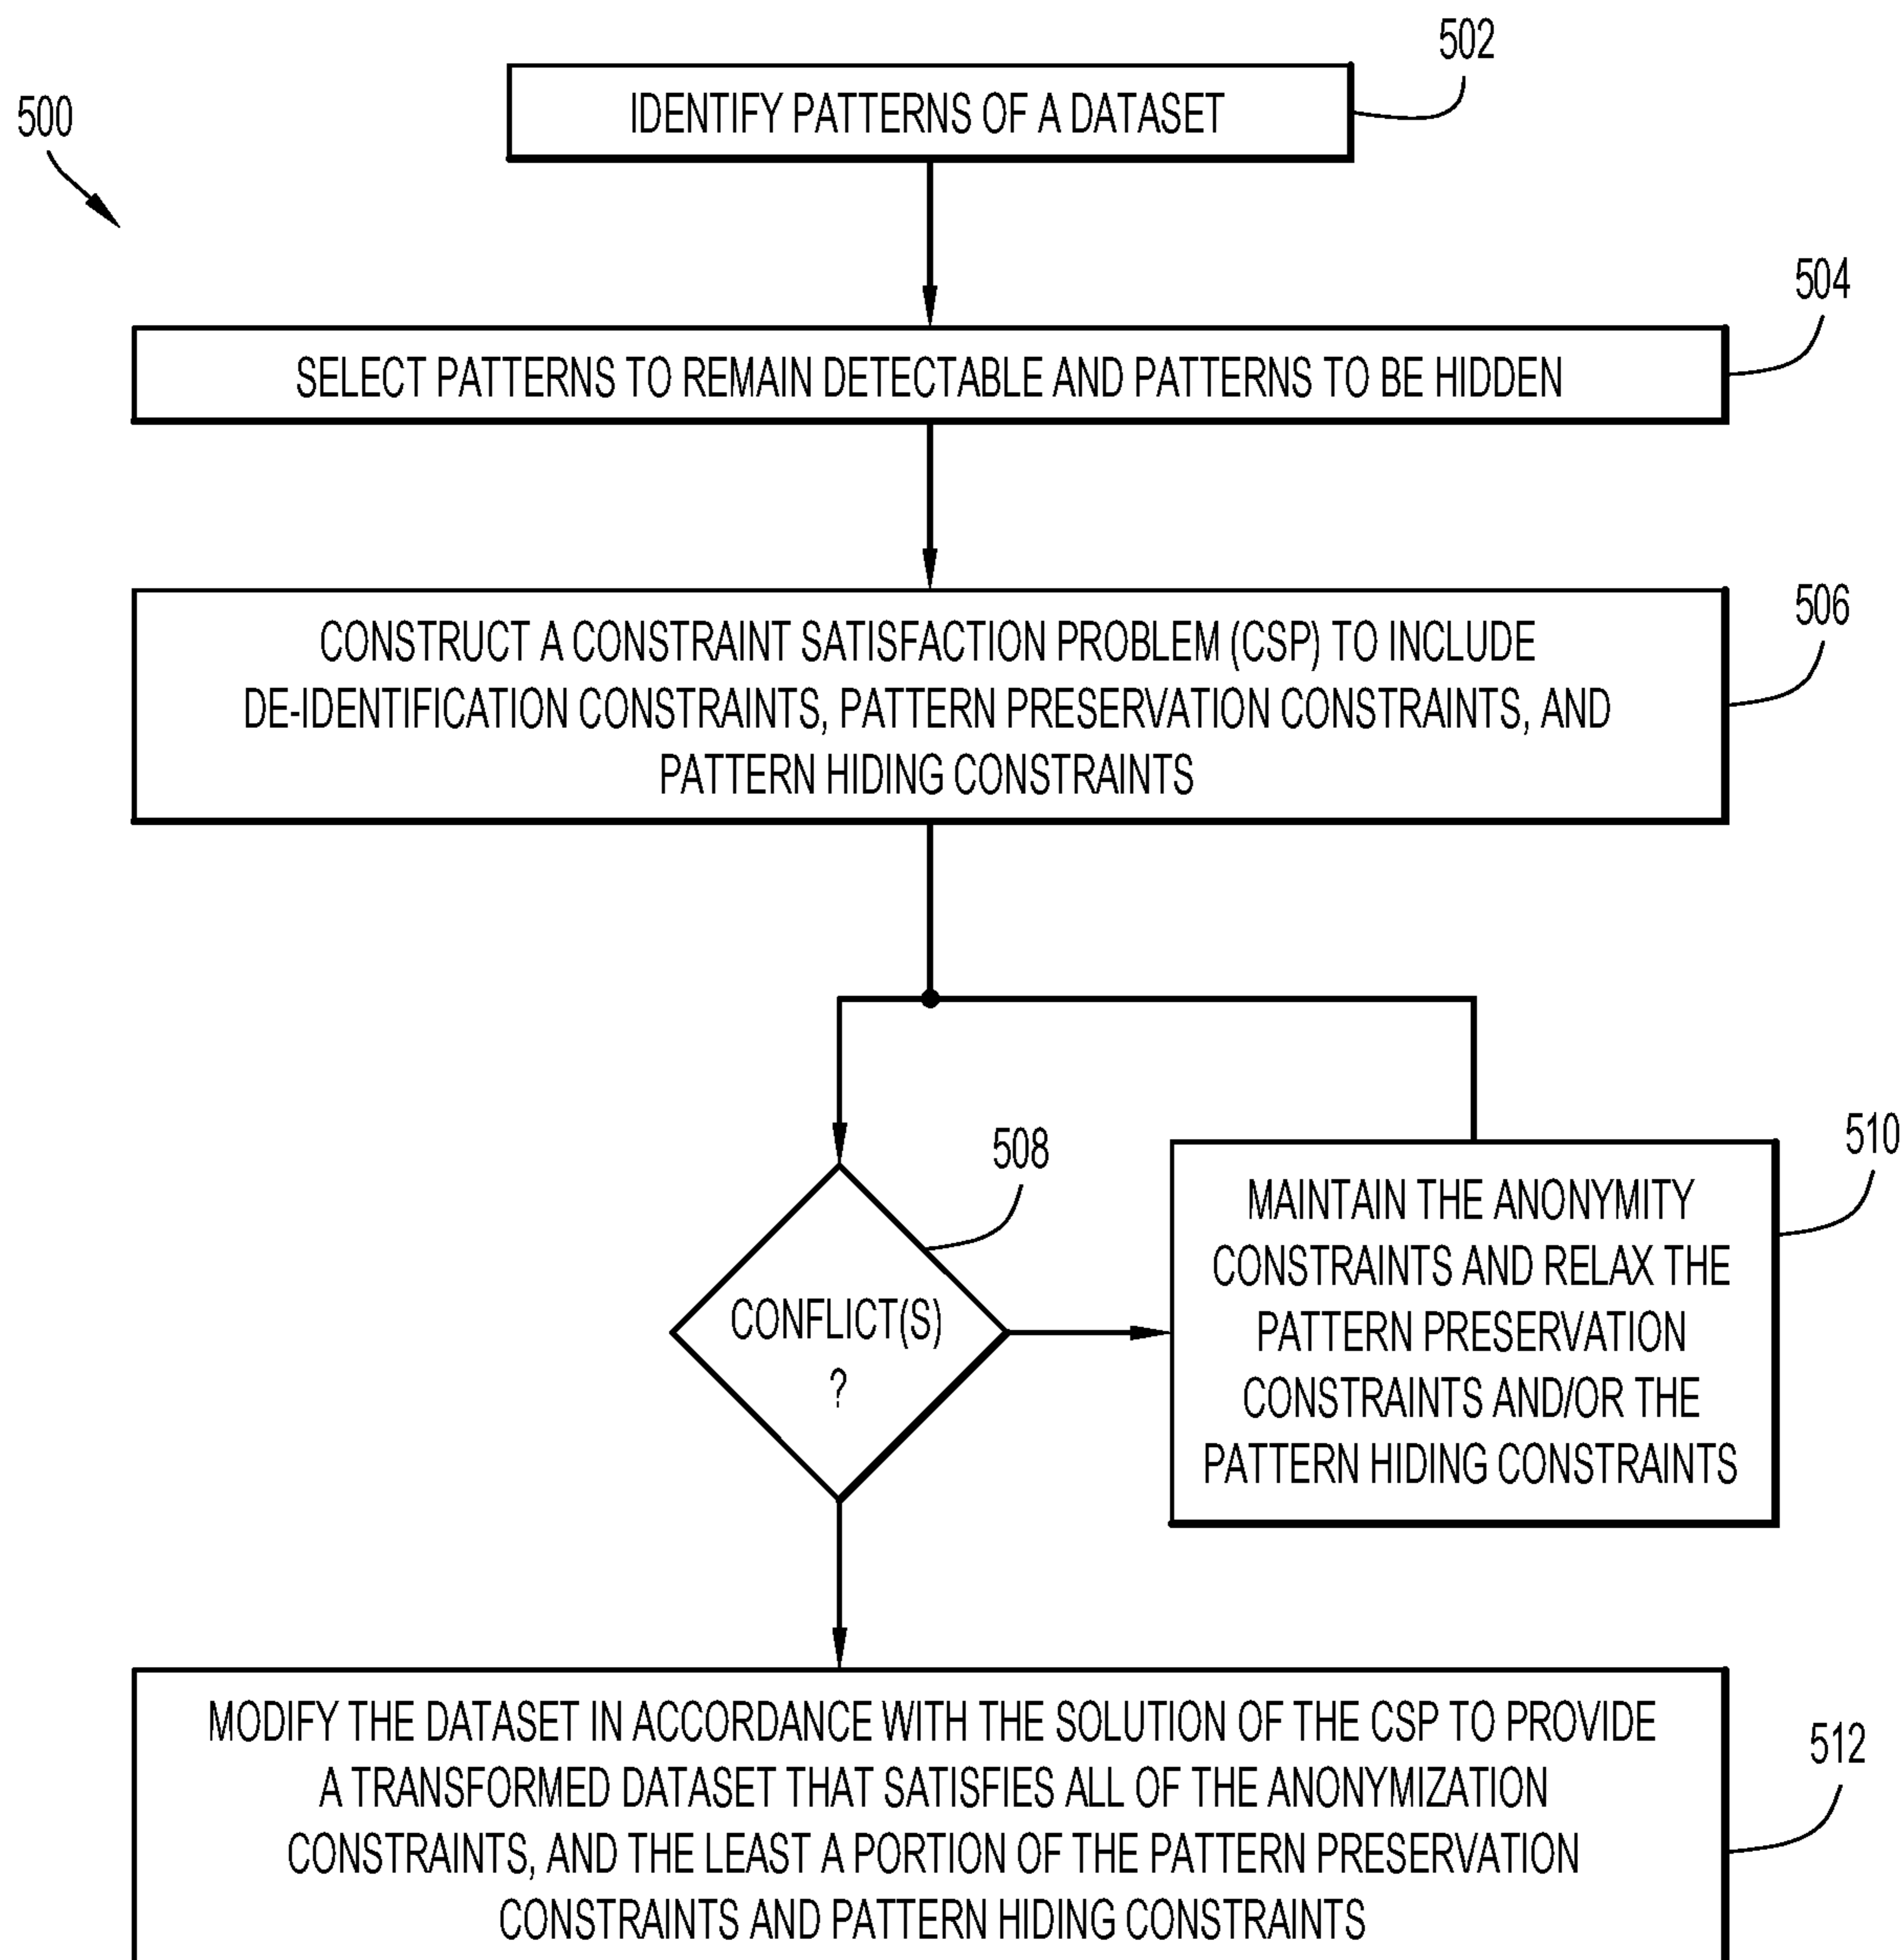 502
IDENTIFY PATTERNS OF A DATASET
500
504
SELECT PATTERNS TO REMAIN DETECTABLE AND PATTERNS TO BE HIDDEN
506
CONSTRUCT A CONSTRAINT SATISFACTION PROBLEM (CSP) TO INCLUDE
DE-IDENTIFICATION CONSTRAINTS, PATTERN PRESERVATION CONSTRAINTS, AND
PATTERN HIDING CONSTRAINTS
508
CONFLICT(S)
?
510
MAINTAIN THE ANONYMITY
CONSTRAINTS AND RELAX THE
PATTERN PRESERVATION
CONSTRAINTS AND/OR THE
PATTERN HIDING CONSTRAINTS
MODIFY THE DATASET IN ACCORDANCE WITH THE SOLUTION OF THE CSP TO PROVIDE
A TRANSFORMED DATASET THAT SATISFIES ALL OF THE ANONYMIZATION
CONSTRAINTS, AND THE LEAST A PORTION OF THE PATTERN PRESERVATION
CONSTRAINTS AND PATTERN HIDING CONSTRAINTS
512